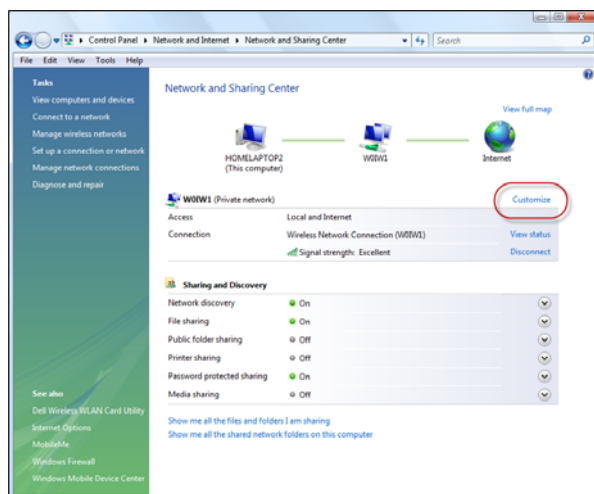 Control Panel ▸ Network and Internet ▸ Network and Sharing Center
Search
File Edit View Tools Help
Tasks
View computers and devices
Connect to a network
Manage wireless networks
Set up a connection or network
Manage network connections
Diagnose and repair
See also
Dell Wireless WLAN Card Utility
Internet Options
MobileMe
Windows Firewall
Windows Mobile Device Center
Network and Sharing Center
View full map
HOMELAPTOP2 W0IW1 Internet
(This computer)
W0IW1 (Private network) Customize
Access Local and Internet
Connection Wireless Network Connection (W0IW1) View status
Signal strength: Excellent Disconnect
Sharing and Discovery
Network discovery On
File sharing On
Public folder sharing Off
Printer sharing Off
Password protected sharing On
Media sharing Off
Show me all the files and folders I am sharing
Show me all the shared network folders on this computer